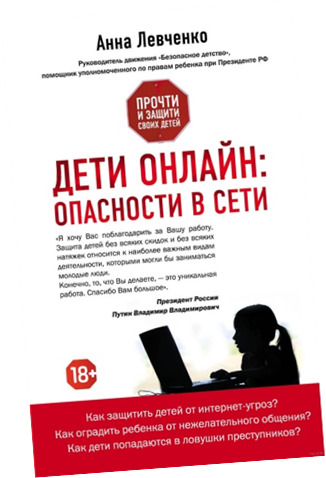 Анна Левченко
Руководитель движения «Безопасное детство»,
помощник уполномоченного по правам ребенка при Президенте РФ
ПРОЧТИ
И ЗАЩИТИ
СВОИХ ДЕТЕЙ
ДЕТИ ОНЛАЙН:
ОПАСНОСТИ В СЕТИ
«Я хочу Вас поблагодарить за Вашу работу.
Защита детей без всяких скидок и без всяких
натяжек относится к наиболее важным видам
деятельности, которыми могли бы заниматься
молодые люди.
Конечно, то, что Вы делаете, — это уникальная
работа. Спасибо Вам большое».
Президент России
Путин Владимир Владимирович
18+
Как защитить детей от интернет-угроз?
Как оградить ребенка от нежелательного общения?
Как дети попадаются в ловушки преступников?